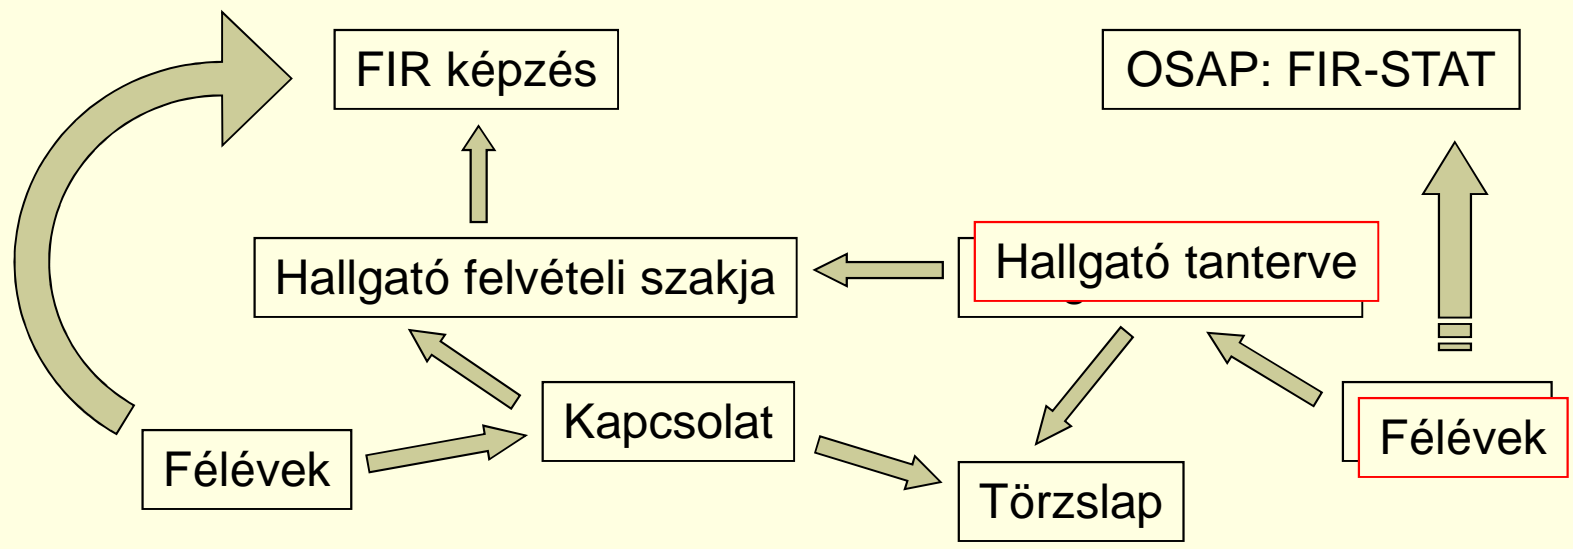 FIR képzés
OSAP: FIR-STAT
Hallgató felvételi szakja
Hallgató tanterve
Kapcsolat
Félévek
Félévek
Törzslap